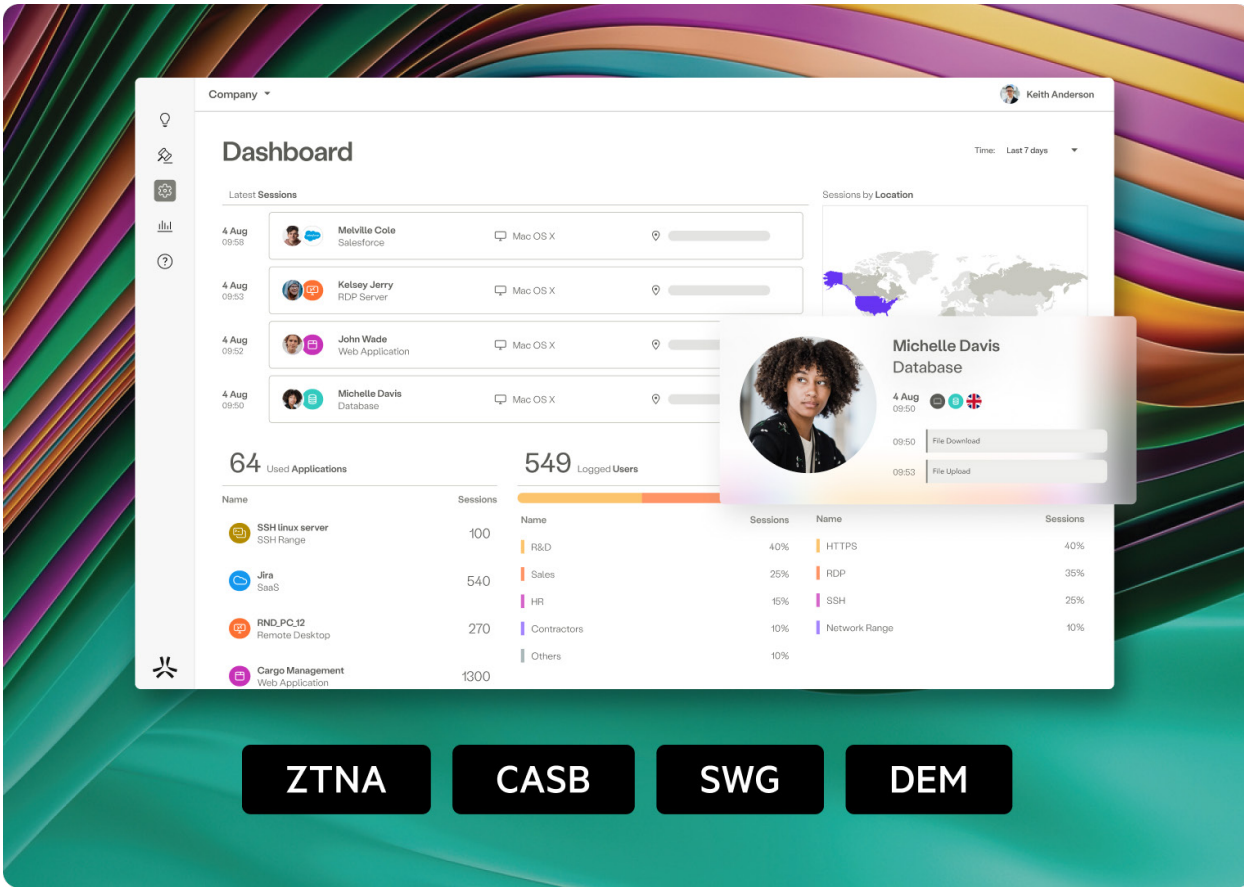 Company
Keith Anderson
Dashboard
Time: Last 7 days
Latest Sessions
Sessions by Location
4 Aug
09:58
Melville Cole
Salesforce
Mac OS X
4 Aug
09:53
Kelsey Jerry
RDP Server
Mac OS X
4 Aug
09:52
John Wade
Web Application
Mac OS X
4 Aug
09:50
Michelle Davis
Database
Mac OS X
Michelle Davis
Database
4 Aug
09:50
09:50 File Download
09:53 File Upload
64 Used Applications
Name Sessions
SSH linux server
SSH Range
100
Jira
SaaS
540
RND_PC_12
Remote Desktop
270
Cargo Management
Web Application
1300
549 Logged Users
Name Sessions
R&D 40%
Sales 25%
HR 15%
Contractors 10%
Others 10%
Name Sessions
HTTPS 40%
RDP 35%
SSH 25%
Network Range 10%
ZTNA
CASB
SWG
DEM